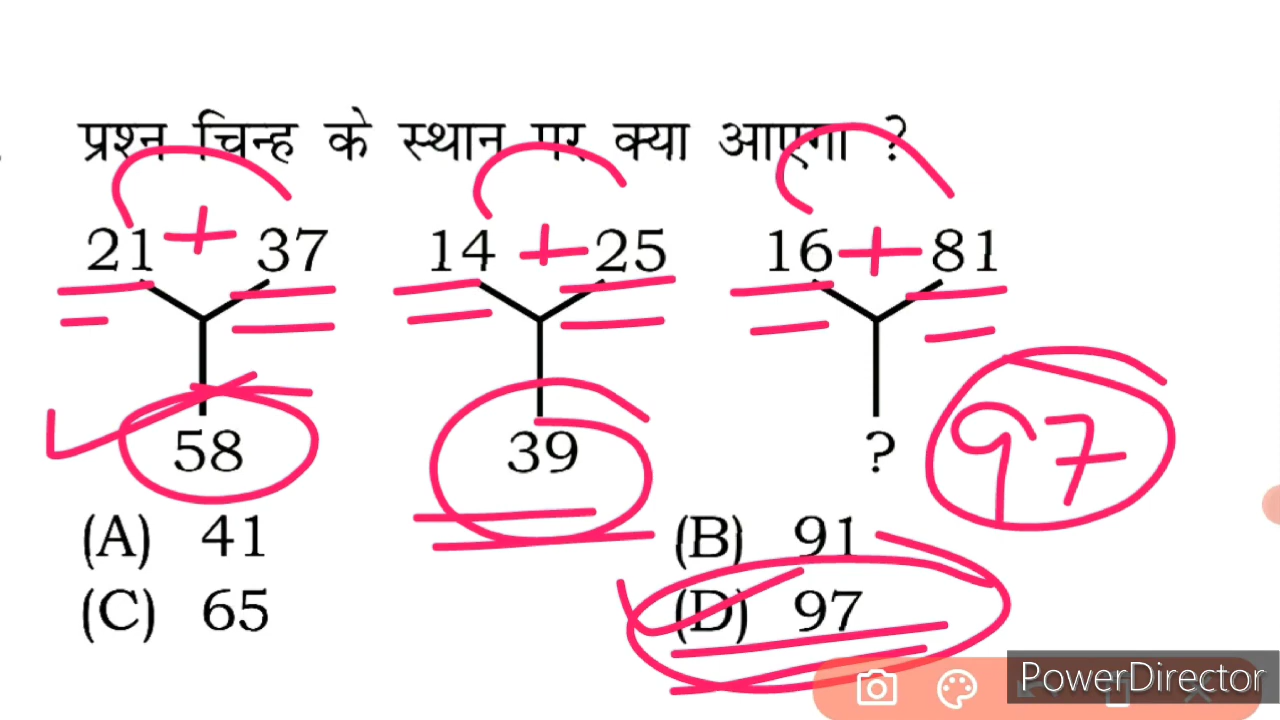 प्रश्न चिन्ह के स्थान पर क्या आएगा ?
21 + 37 14 + 25 16 + 81
58 39 ? 97
(A) 41 (B) 91
(C) 65 (D) 97
PowerDirector